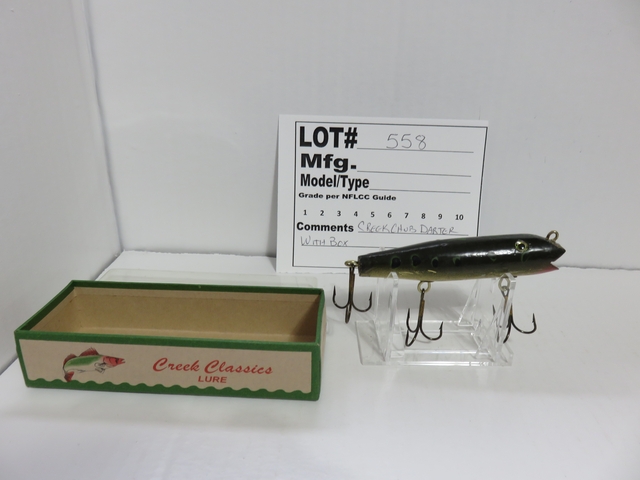 LOT# 558
Mfg.
Model/Type
Grade per NFLCC Guide
1 2 3 4 5 6 7 8 9 10
Comments CREEK CHUB DARTER
WITH BOX
Creek Classics
LURE